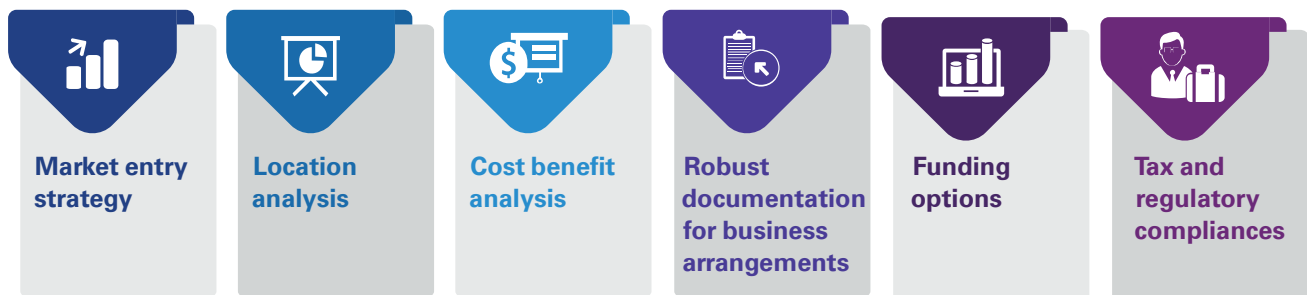 Market entry
strategy
Location
analysis
$
Cost benefit
analysis
Robust
documentation
for business
arrangements
Funding
options
Tax and
regulatory
compliances